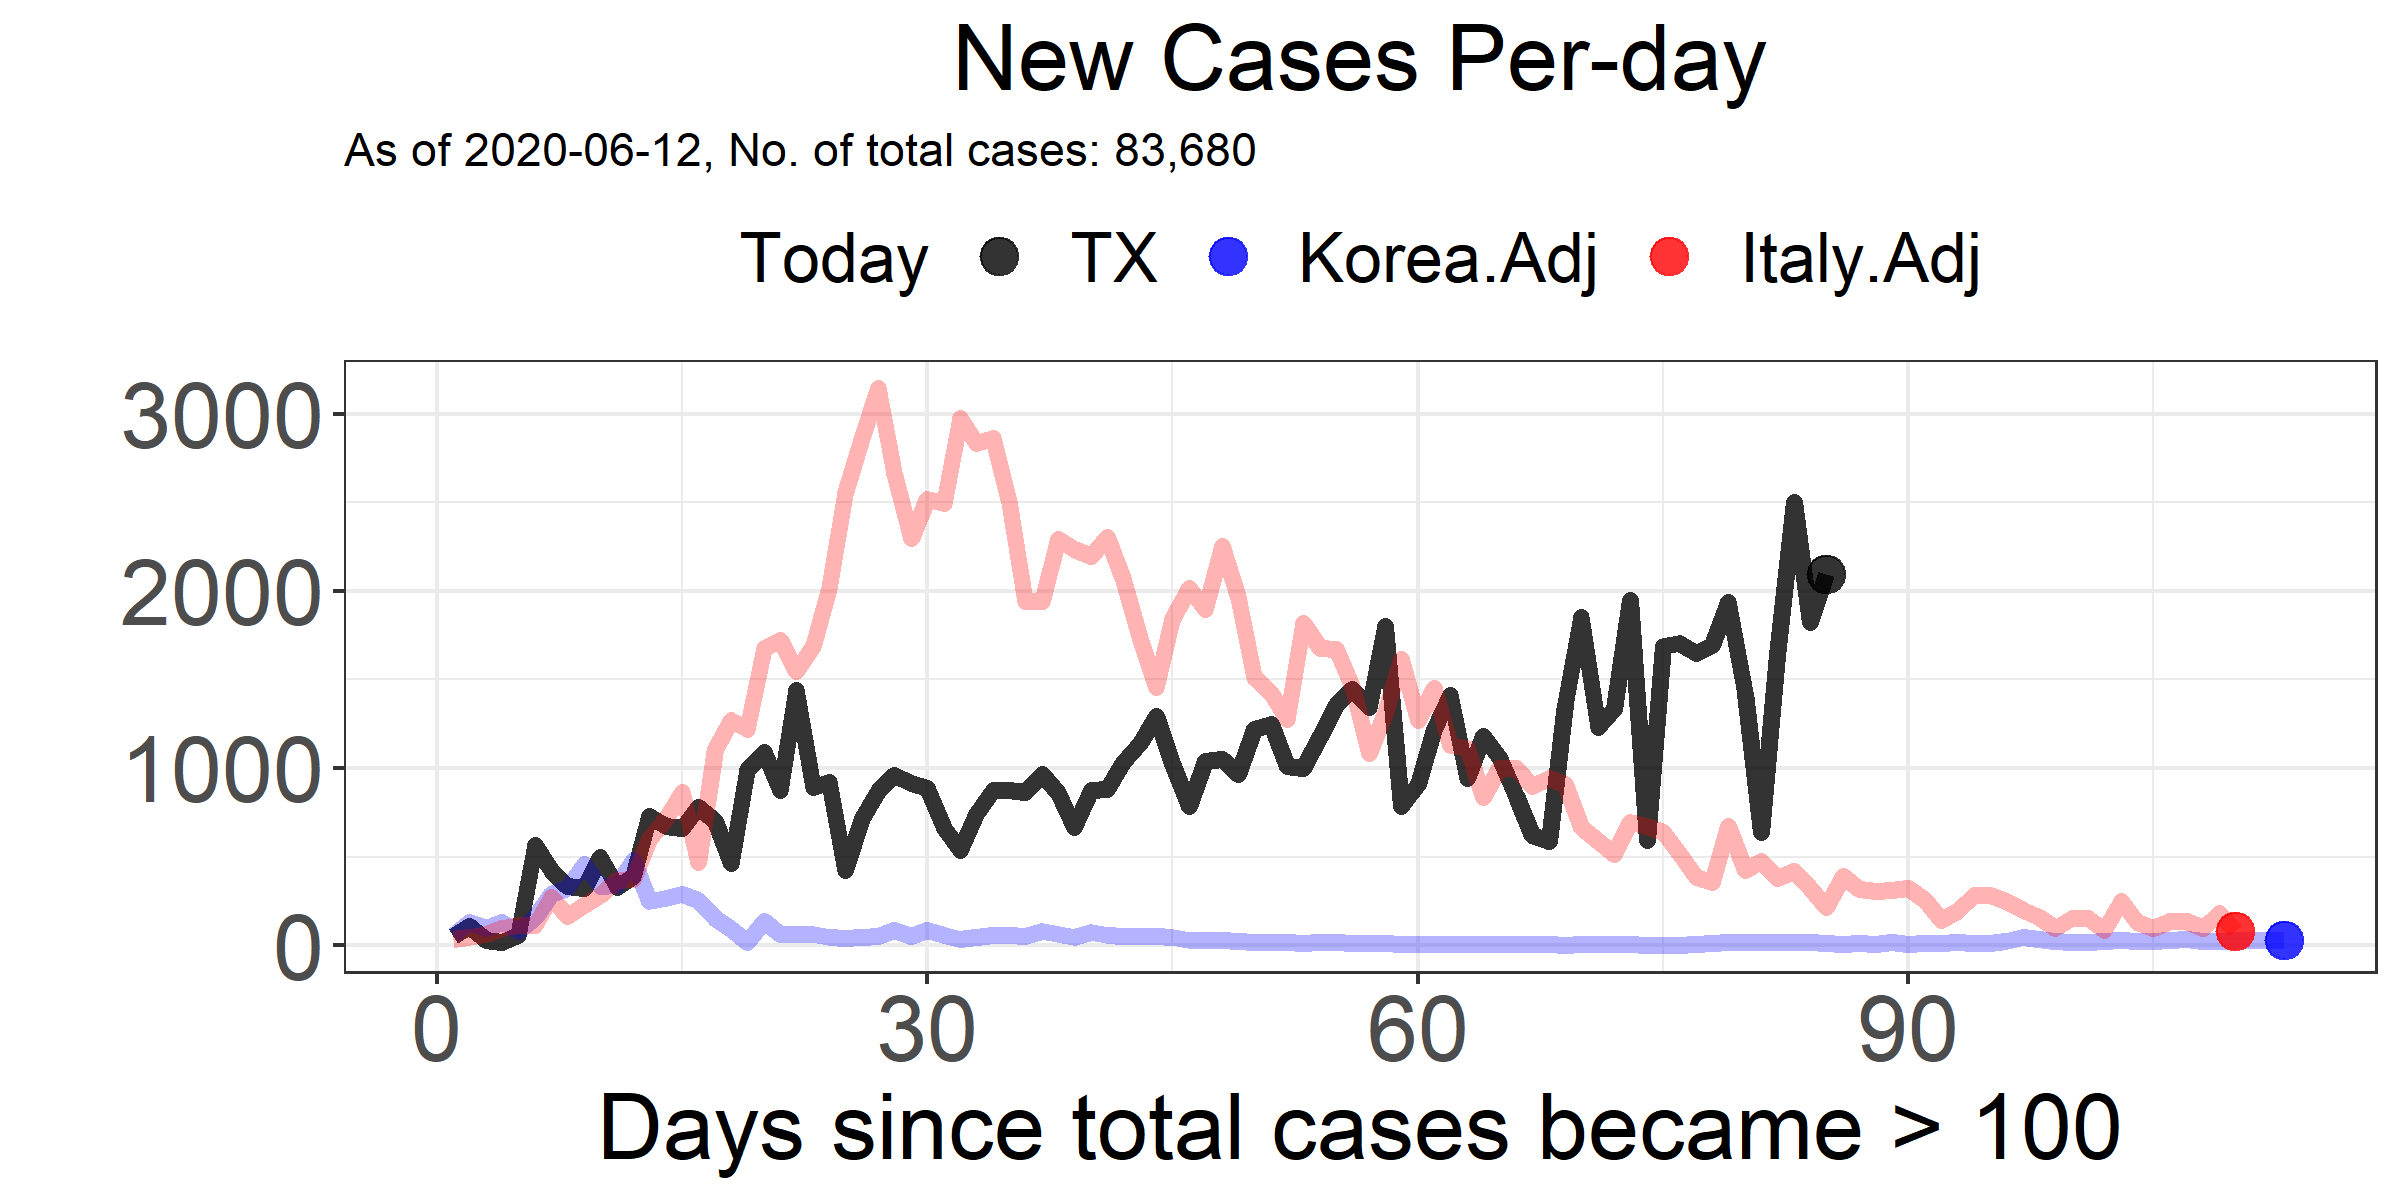 New Cases Per-day
As of 2020-06-12, No. of total cases: 83,680
Today TX Korea.Adj Italy.Adj
3000
2000
1000
0
0 30 60 90
Days since total cases became > 100